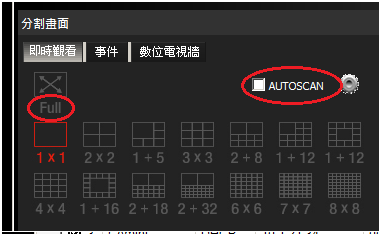 分割畫面
即時觀看 事件 數位電視牆
AUTOSCAN
Full
1 x 1 2 x 2 1 + 5 3 x 3 2 + 8 1 + 12 1 + 12
4 x 4 1 + 16 2 + 18 2 + 32 6 x 6 7 x 7 8 x 8